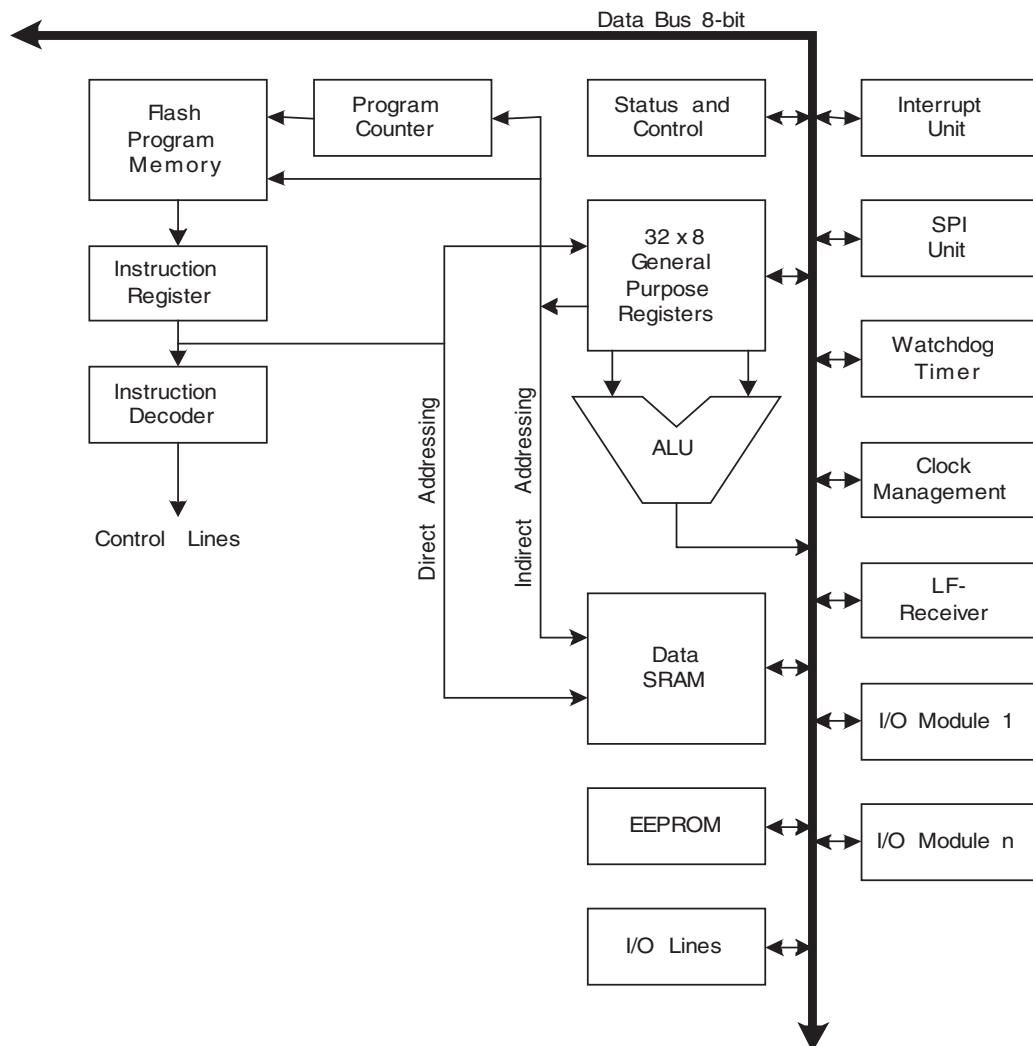 Data Bus 8-bit
Flash
Program
Memory
Program
Counter
Status and
Control
Interrupt
Unit
32 x 8
General
Purpose
Registers
SPI
Unit
Instruction
Register
Watchdog
Timer
Instruction
Decoder
Direct Addressing
Indirect Addressing
ALU
Clock
Management
Control Lines
LF-
Receiver
Data
SRAM
I/O Module 1
EEPROM
I/O Module n
I/O Lines